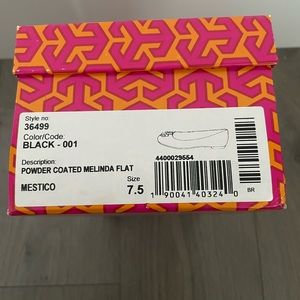 Style no:
36499
Color/Code:
BLACK - 001
Description:
4400029554
POWDER COATED MELINDA FLAT
MESTICO
Size
7.5
1 90041 40324 0
BR